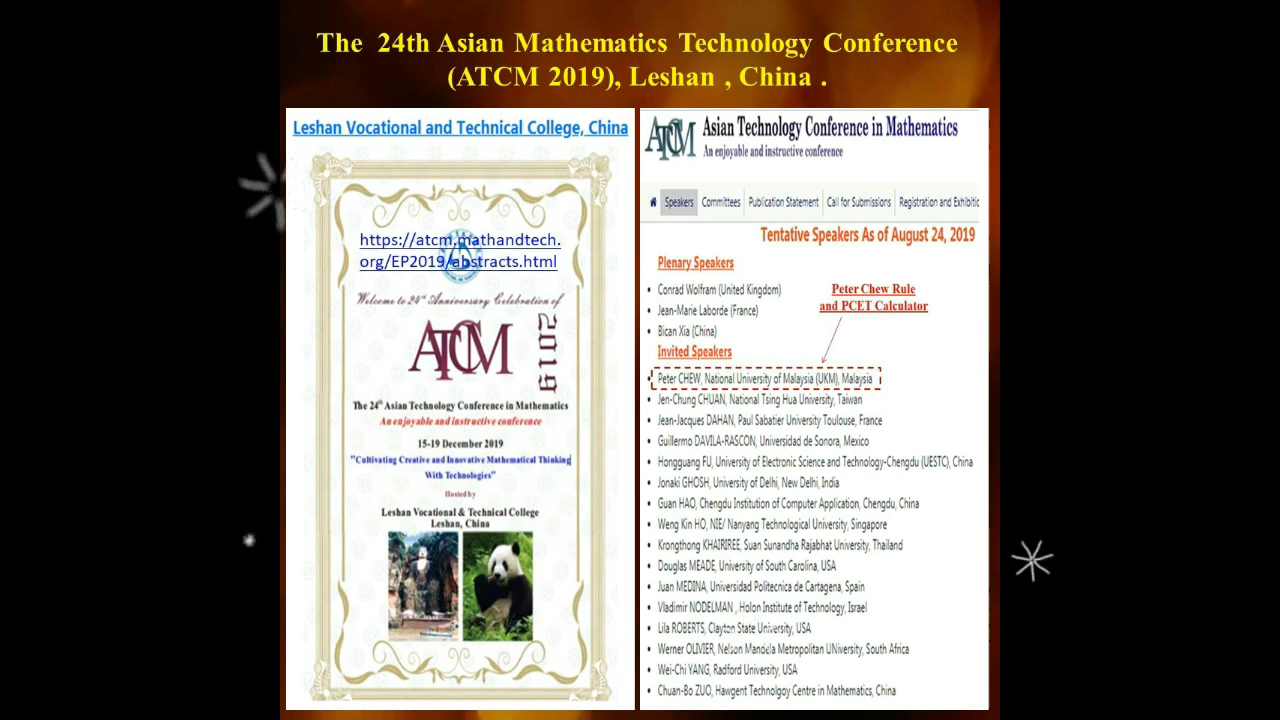 The 24th Asian Mathematics Technology Conference
(ATCM 2019), Leshan , China .
Leshan Vocational and Technical College, China
https://atcm.mathandtech.
org/EP2019/abstracts.html
Welcome to 24th Anniversary Celebration of
ATCM
2019
The 24th Asian Technology Conference in Mathematics
An enjoyable and instructive conference
15-19 December 2019
"Cultivating Creative and Innovative Mathematical Thinking
With Technologies"
Hosted by
Leshan Vocational & Technical College
Leshan, China
ATCM
Asian Technology Conference in Mathematics
An enjoyable and instructive conference
Speakers Committees Publication Statement Call for Submissions Registration and Exhibitic
Tentative Speakers As of August 24, 2019
Plenary Speakers
• Conrad Wolfram (United Kingdom)
• Jean-Marie Laborde (France)
• Bican Xia (China)
Peter Chew Rule
and PCET Calculator
Invited Speakers
• Peter CHEW, National University of Malaysia (UKM), Malaysia
• Jen-Chung CHUAN, National Tsing Hua University, Taiwan
• Jean-Jacques DAHAN, Paul Sabatier University Toulouse, France
• Guillermo DAVILA-RASCON, Universidad de Sonora, Mexico
• Hongguang FU, University of Electronic Science and Technology-Chengdu (UESTC), China
• Jonaki GHOSH, University of Delhi, New Delhi, India
• Guan HAO, Chengdu Institution of Computer Application, Chengdu, China
• Weng Kin HO, NIE/ Nanyang Technological University, Singapore
• Krongthong KHAIRIREE, Suan Sunandha Rajabhat University, Thailand
• Douglas MEADE, University of South Carolina, USA
• Juan MEDINA, Universidad Politecnica de Cartagena, Spain
• Vladimir NODELMAN , Holon Institute of Technology, Israel
• Lila ROBERTS, Clayton State University, USA
• Werner OLIVIER, Nelson Mandela Metropolitan UNiversity, South Africa
• Wei-Chi YANG, Radford University, USA
• Chuan-Bo ZUO, Hawgent Technolgoy Centre in Mathematics, China